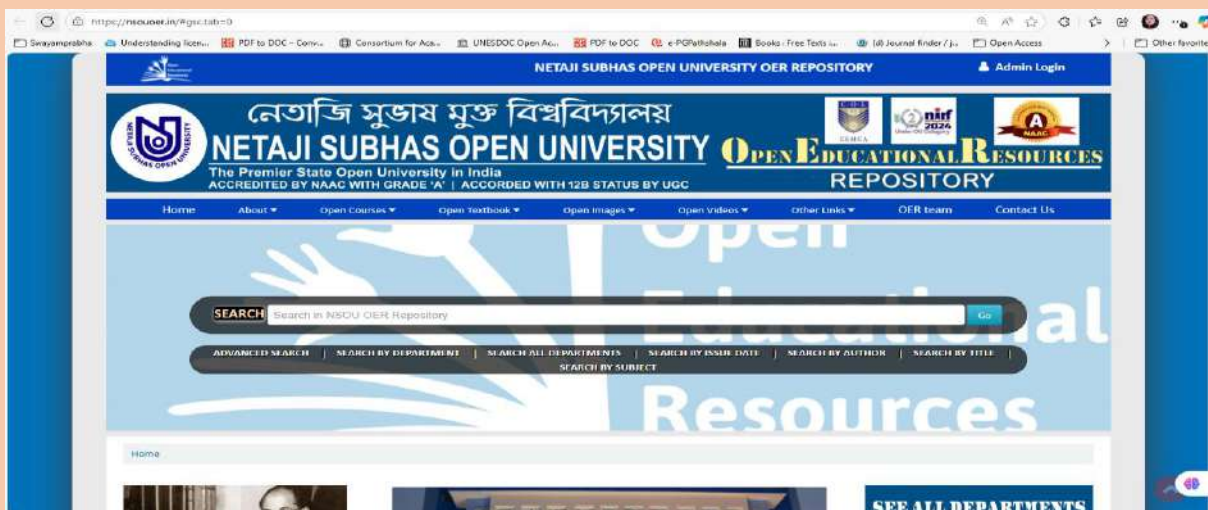 https://nsouoer.in/#gsc.tab=0
Swayamprabha Understanding licen... PDF to DOC – Conv... Consortium for Aca... UNESDOC Open Ac... PDF to DOC e-PGPathshala Books : Free Texts :... (d) Journal finder / j... Open Access Other favorite
NETAJI SUBHAS OPEN UNIVERSITY OER REPOSITORY Admin Login
নেতাজি সুভাষ মুক্ত বিশ্ববিদ্যালয়
NETAJI SUBHAS OPEN UNIVERSITY
The Premier State Open University in India
ACCREDITED BY NAAC WITH GRADE 'A' | ACCORDED WITH 12B STATUS BY UGC
NETAJI SUBHAS OPEN UNIVERSITY
CEMCA
nirf
2024
A
NAAC
OPEN EDUCATIONAL RESOURCES
REPOSITORY
Home About Open Courses Open Textbook Open Images Open Videos Other Links OER team Contact Us
Open
Educational
Resources
SEARCH Search in NSOU OER Repository Go
ADVANCED SEARCH | SEARCH BY DEPARTMENT | SEARCH ALL DEPARTMENTS | SEARCH BY ISSUE DATE | SEARCH BY AUTHOR | SEARCH BY TITLE |
SEARCH BY SUBJECT
Home
SEE ALL DEPARTMENTS